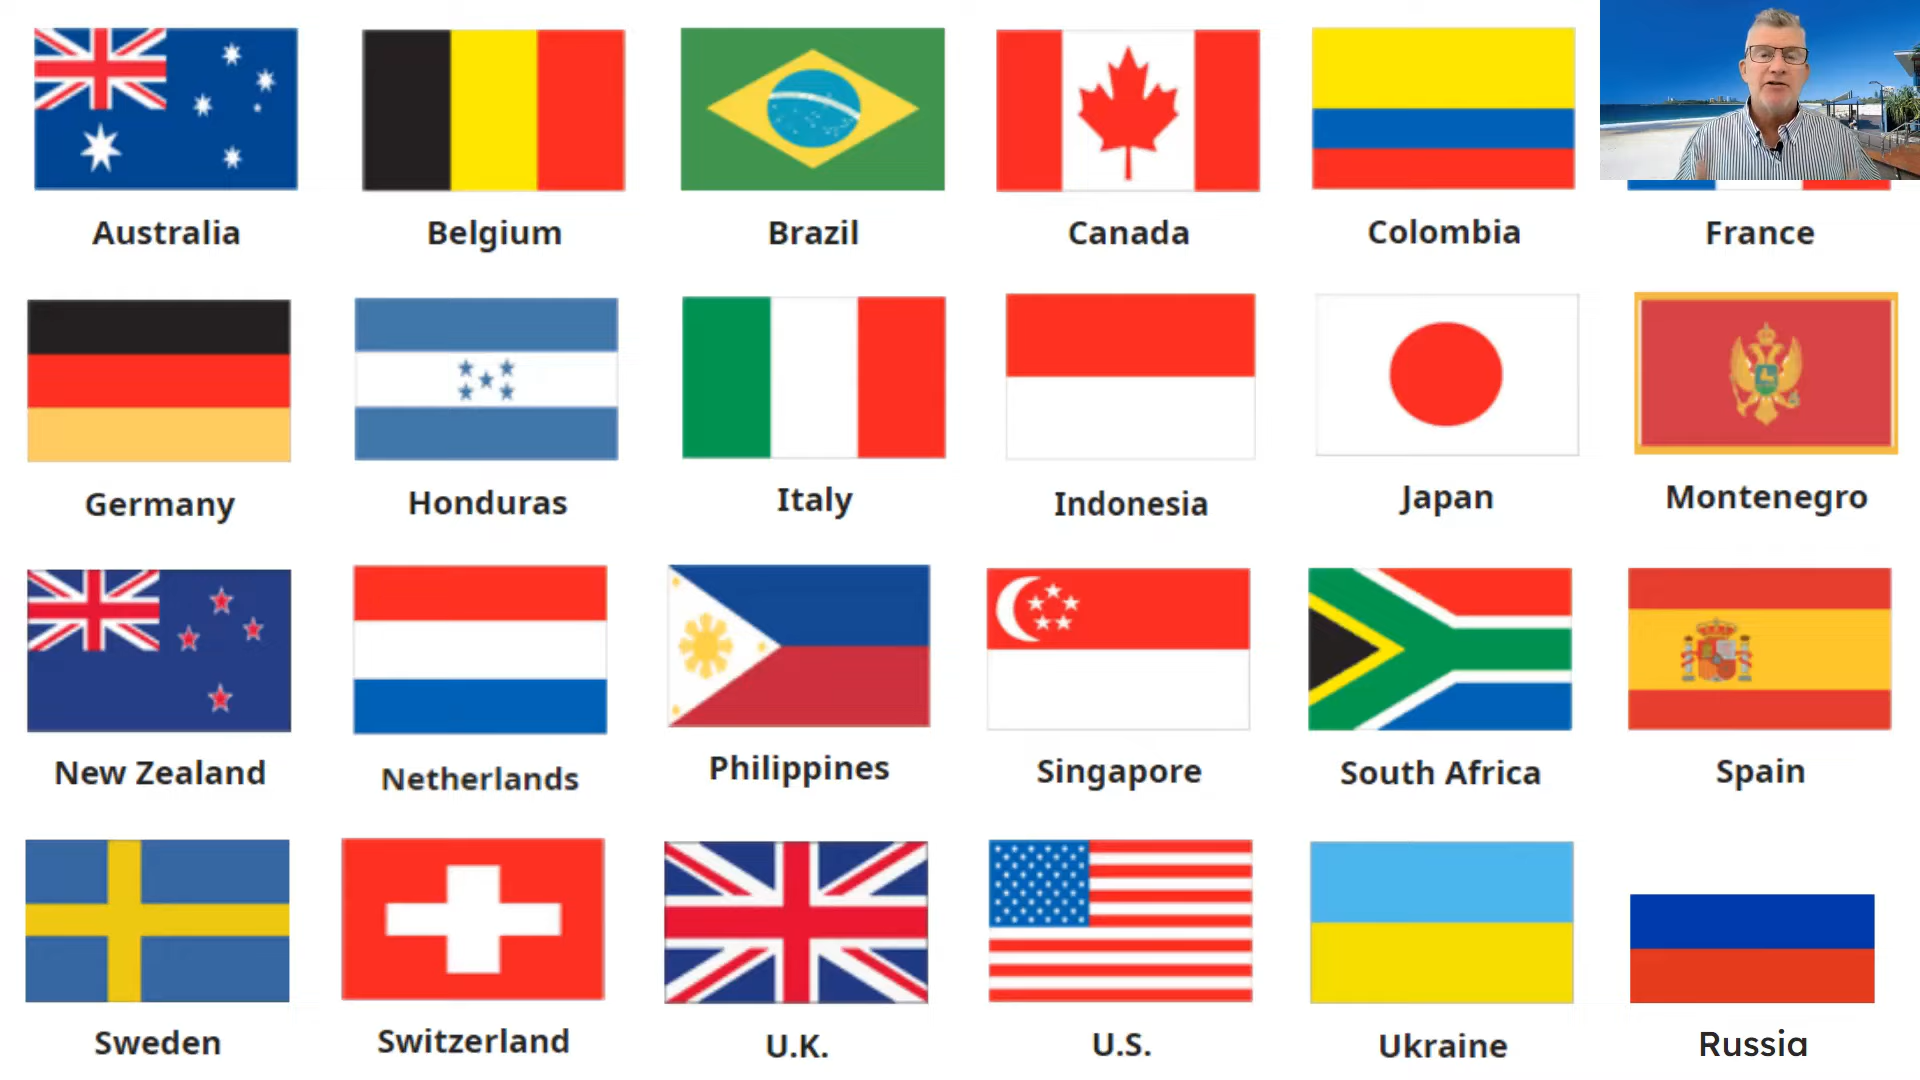 Australia
Belgium
Brazil
Canada
Colombia
France
Germany
Honduras
Italy
Indonesia
Japan
Montenegro
New Zealand
Netherlands
Philippines
Singapore
South Africa
Spain
Sweden
Switzerland
U.K.
U.S.
Ukraine
Russia